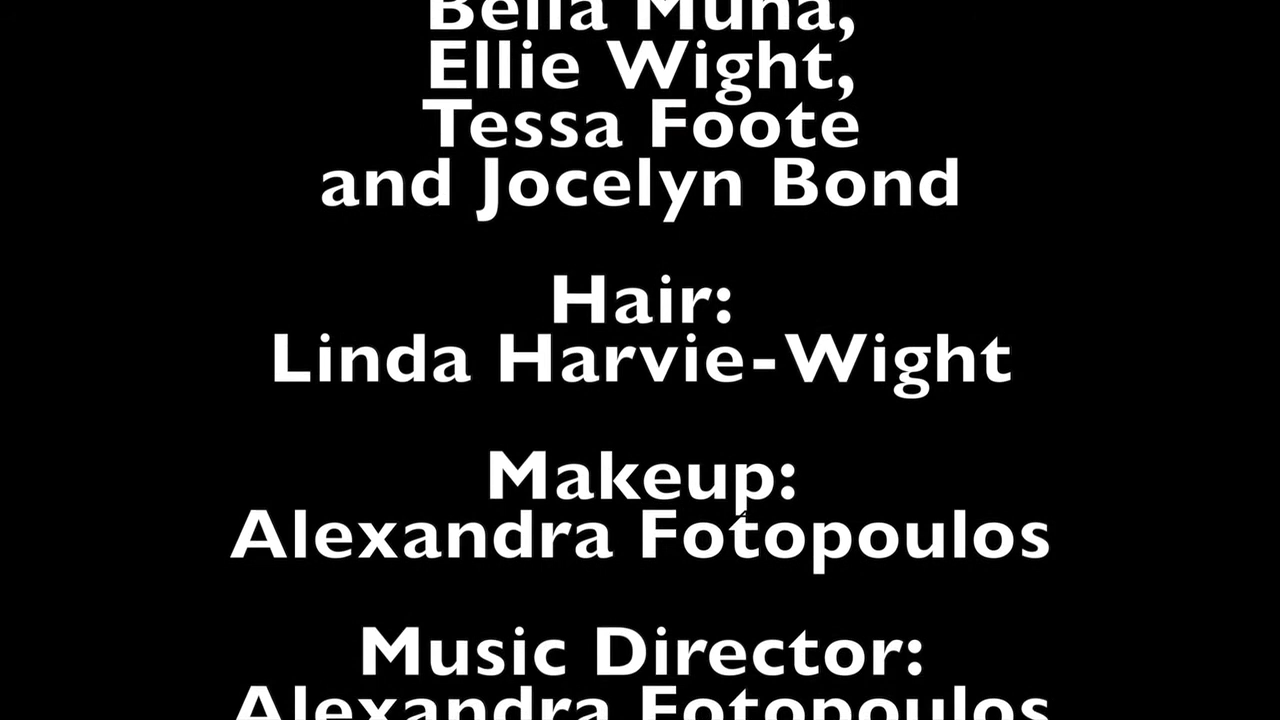 Bella Muna,
Ellie Wight,
Tessa Foote
and Jocelyn Bond
Hair:
Linda Harvie-Wight
Makeup:
Alexandra Fotopoulos
Music Director:
Alexandra Fotopoulos